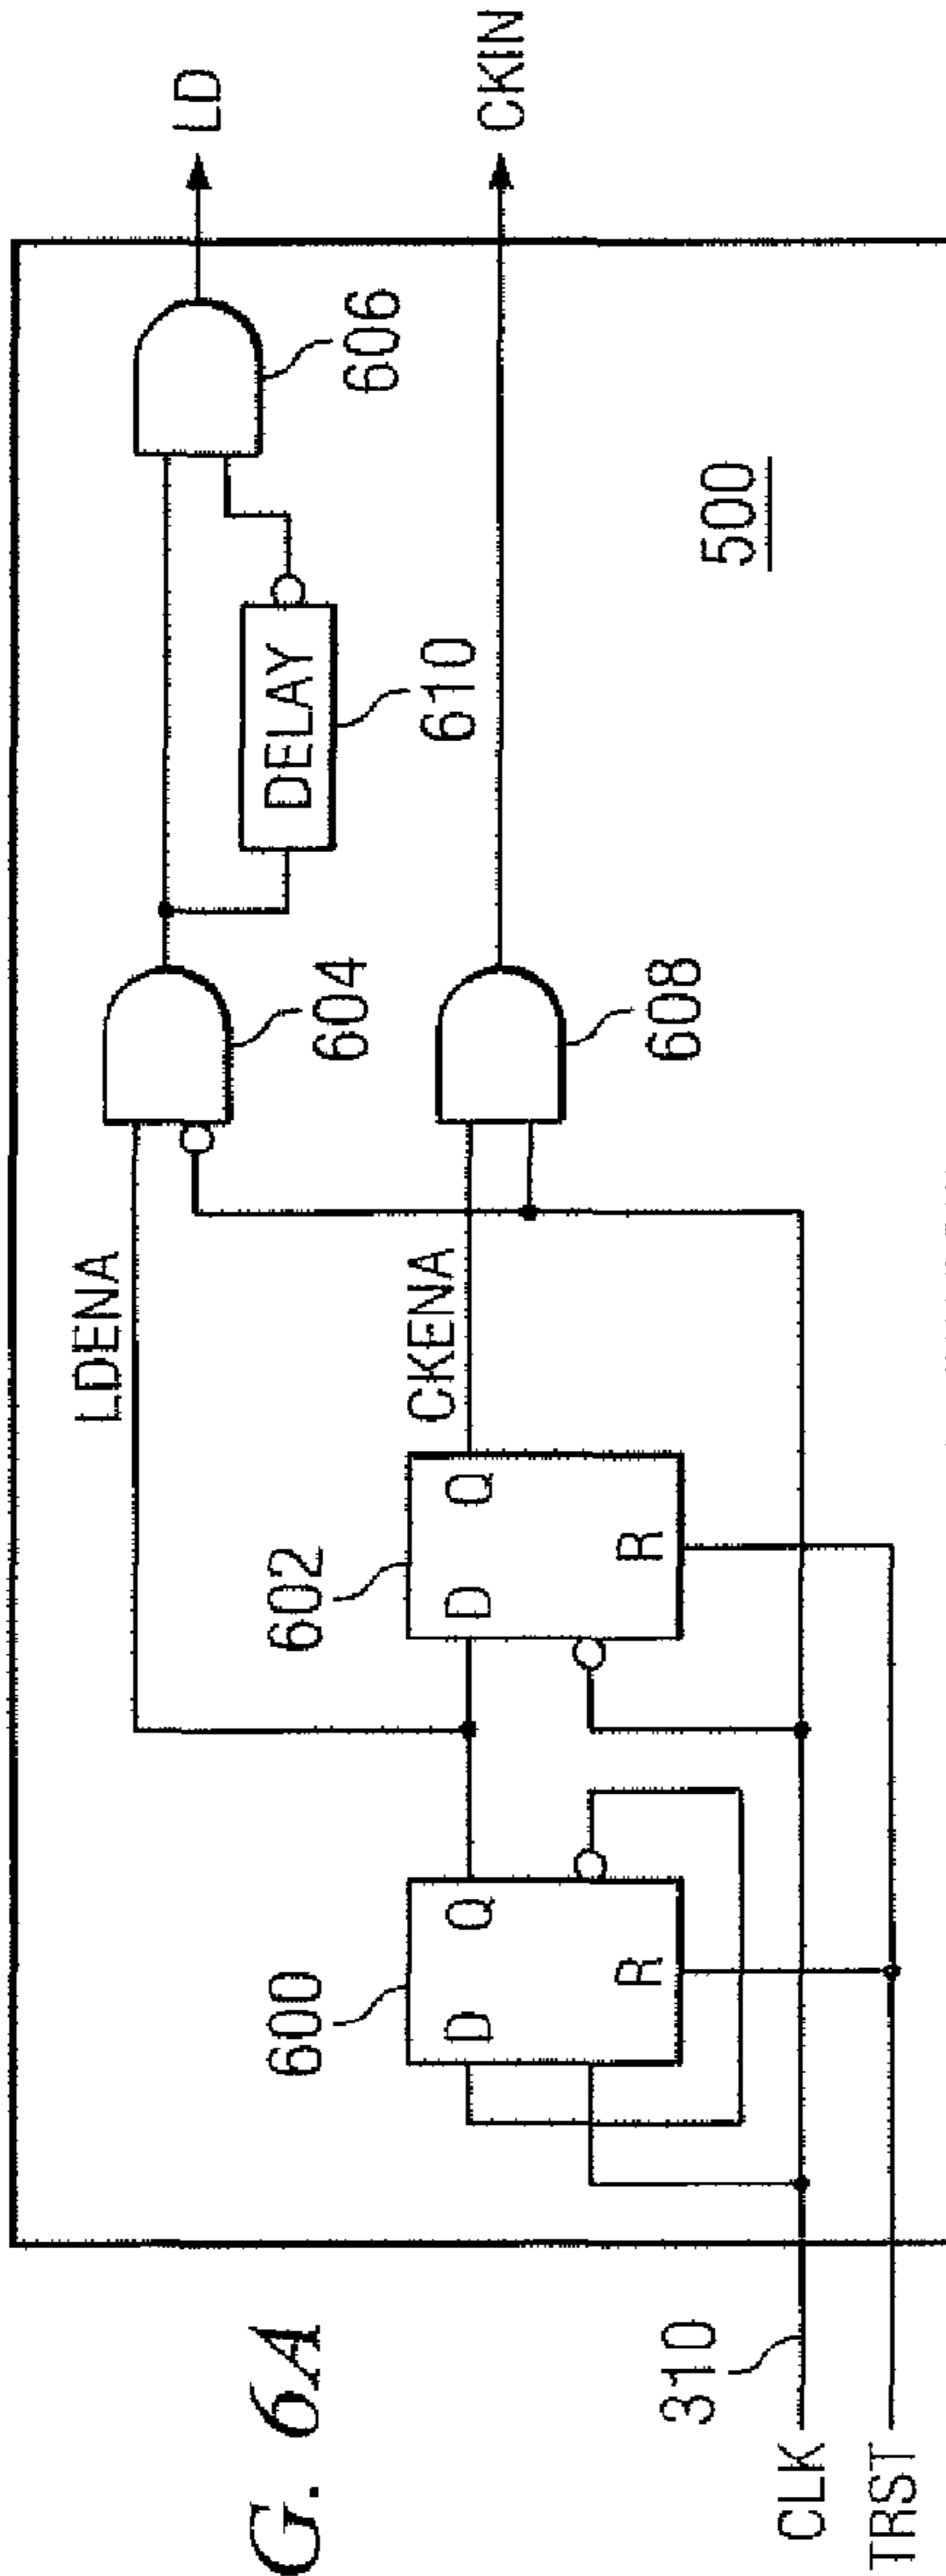 G. 6A
LDENA
LD
604
606
DELAY
610
600
602
D
Q
R
D
Q
R
CKENA
CKIN
608
500
310
CLK
TRST